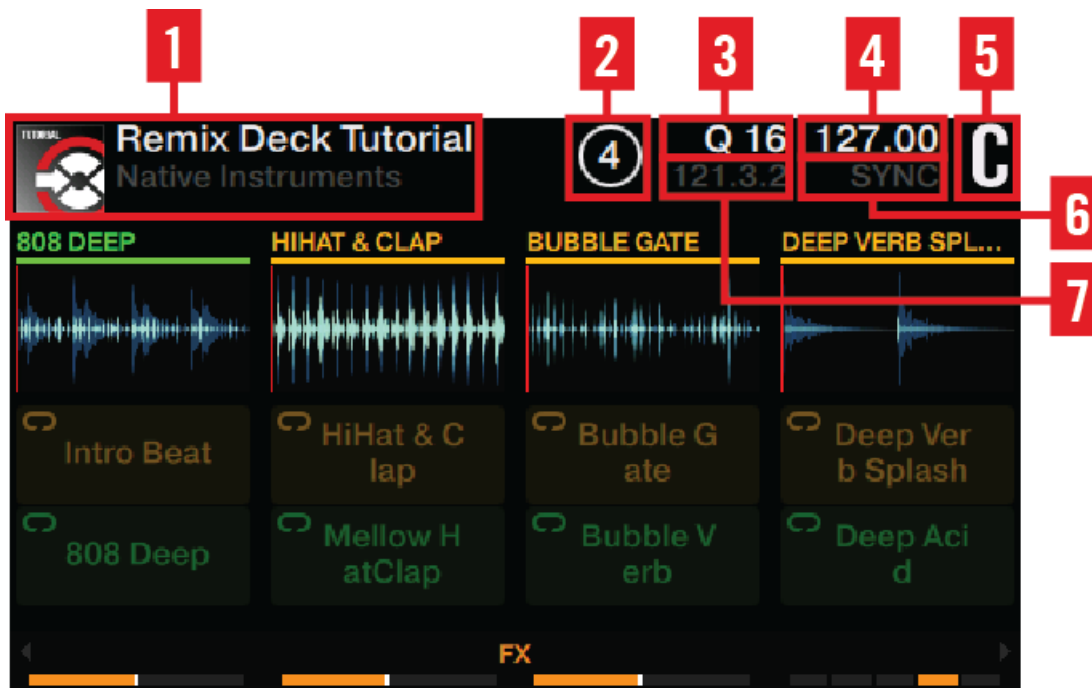 1
2
3
4
5
TUTORIAL
Remix Deck Tutorial
Native Instruments
4
Q 16
121.3.2
127.00
SYNC
C
6
7
808 DEEP
HIHAT & CLAP
BUBBLE GATE
DEEP VERB SPL...
Intro Beat
HiHat & C
lap
Bubble G
ate
Deep Ver
b Splash
808 Deep
Mellow H
atClap
Bubble V
erb
Deep Aci
d
FX